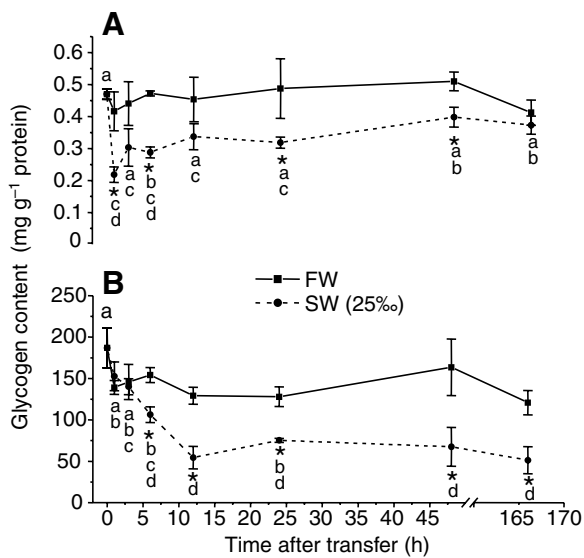 A
0.6
0.5
0.4
0.3
0.2
0.1
0
a
*
c
d
a
c
*
b
c
d
a
c
*
a
c
*
a
b
a
b
Glycogen content (mg g⁻¹ protein)
B
FW
SW (25‰)
250
200
150
100
50
0
a
a
b
a
b
c
*
b
c
d
*
d
*
b
d
*
d
*
d
0 5 10 15 20 25 30 35 40 45 165 170
Time after transfer (h)